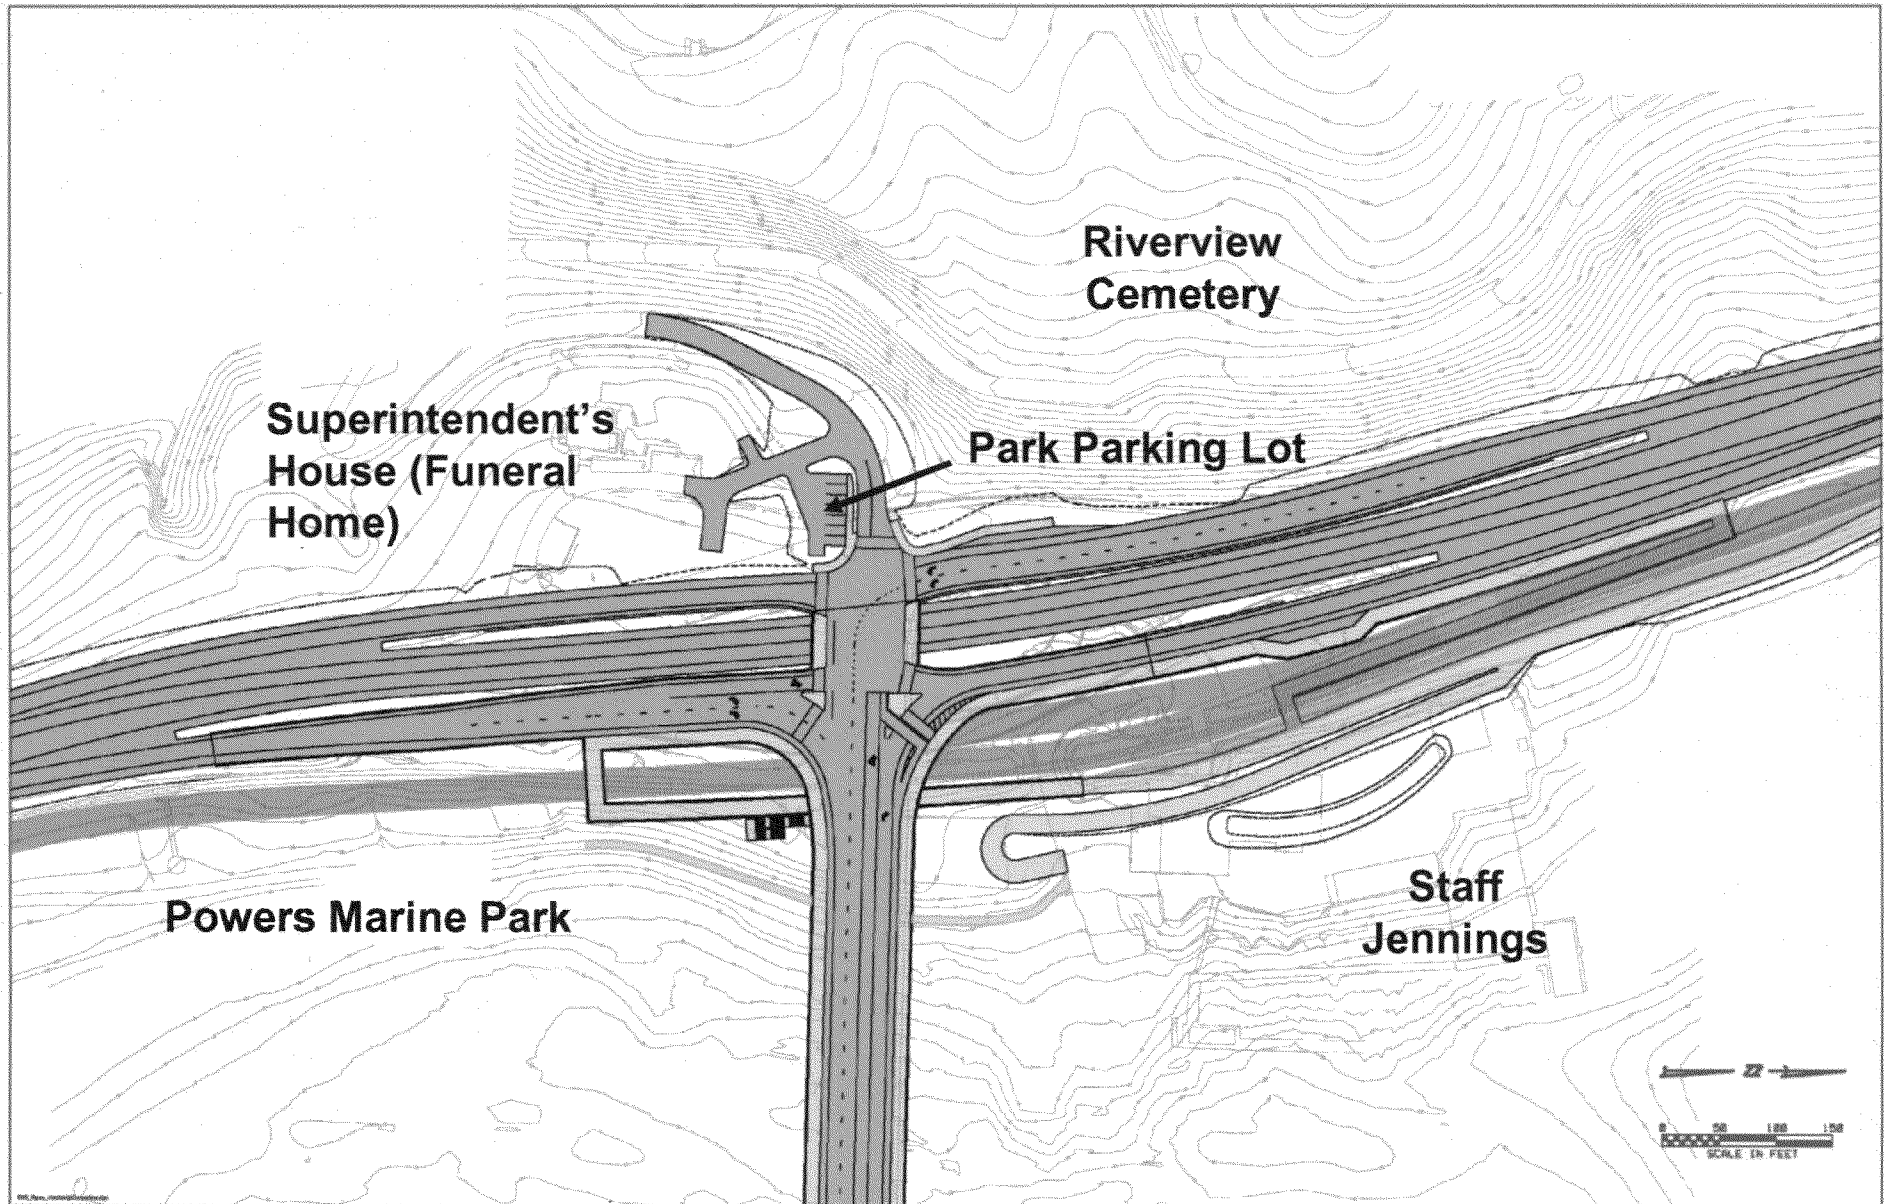 Riverview
Cemetery
Superintendent's
House (Funeral
Home)
Park Parking Lot
Powers Marine Park
Staff
Jennings
0 50 100 150
SCALE IN FEET